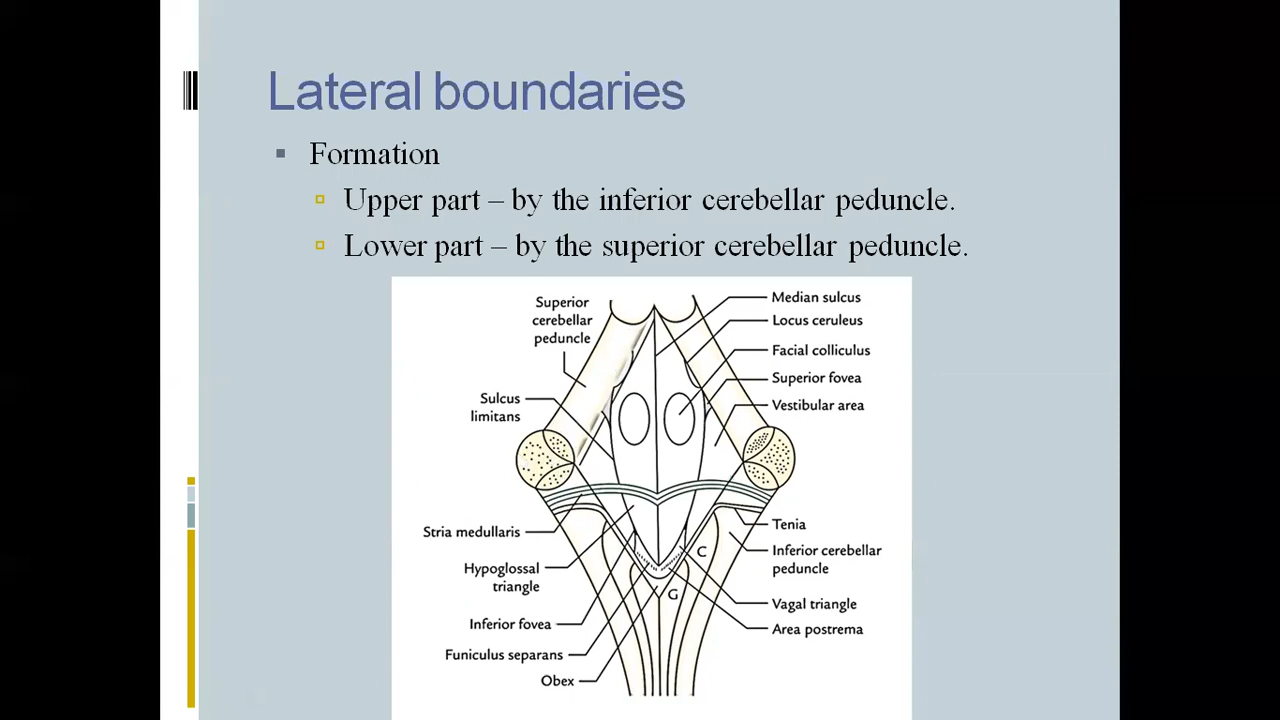 Lateral boundaries
Formation
Upper part – by the inferior cerebellar peduncle.
Lower part – by the superior cerebellar peduncle.
Superior
cerebellar
peduncle
Sulcus
limitans
Stria medullaris
Hypoglossal
triangle
Inferior fovea
Funiculus separans
Obex
Median sulcus
Locus ceruleus
Facial colliculus
Superior fovea
Vestibular area
Tenia
C
Inferior cerebellar
peduncle
G
Vagal triangle
Area postrema